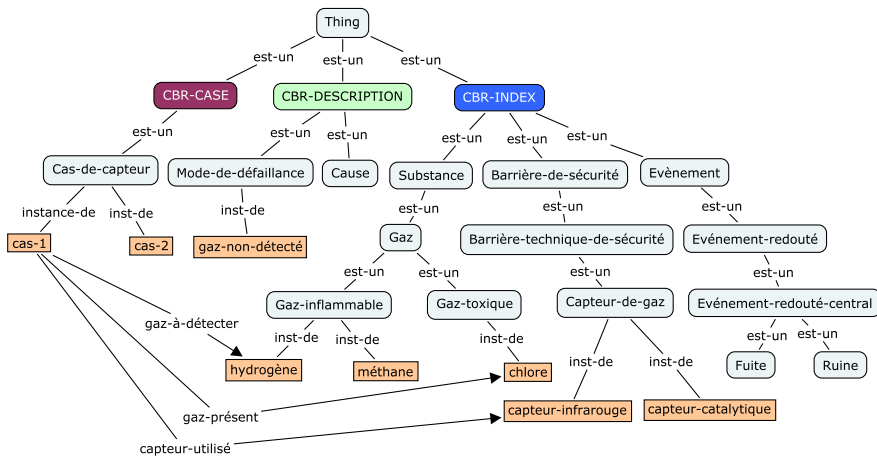 Thing
est-un est-un est-un
CBR-CASE CBR-DESCRIPTION CBR-INDEX
est-un est-un est-un est-un est-un est-un
Cas-de-capteur Mode-de-défaillance Cause Substance Barrière-de-sécurité Evènement
instance-de inst-de inst-de est-un est-un est-un
cas-1 cas-2 gaz-non-détecté Gaz Barrière-technique-de-sécurité Evénement-redouté
est-un est-un est-un est-un
Gaz-inflammable Gaz-toxique Capteur-de-gaz Evénement-redouté-central
gaz-à-détecter inst-de inst-de inst-de inst-de inst-de est-un est-un
hydrogène méthane chlore Fuite Ruine
gaz-présent capteur-infrarouge capteur-catalytique
capteur-utilisé